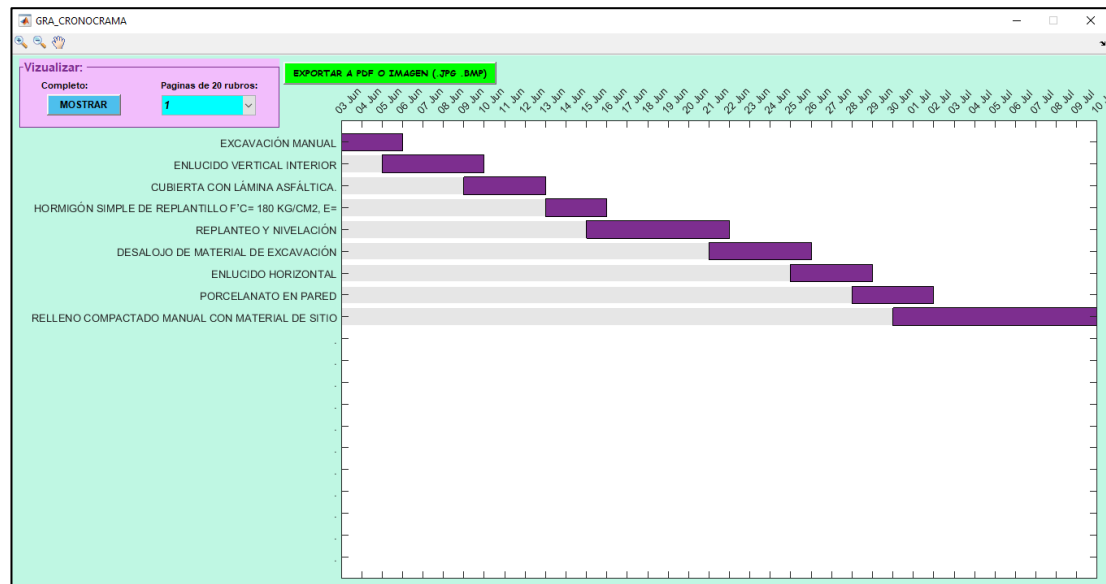 GRA_CRONOCRAMA
Vizualizar:
Completo:
Paginas de 20 rubros:
MOSTRAR
1
EXPORTAR A PDF O IMAGEN (.JPG .BMP)
03 Jun
04 Jun
05 Jun
06 Jun
07 Jun
08 Jun
09 Jun
10 Jun
11 Jun
12 Jun
13 Jun
14 Jun
15 Jun
16 Jun
17 Jun
18 Jun
19 Jun
20 Jun
21 Jun
22 Jun
23 Jun
24 Jun
25 Jun
26 Jun
27 Jun
28 Jun
29 Jun
30 Jun
01 Jul
02 Jul
03 Jul
04 Jul
05 Jul
06 Jul
07 Jul
08 Jul
09 Jul
10 J
EXCAVACIÓN MANUAL
ENLUCIDO VERTICAL INTERIOR
CUBIERTA CON LÁMINA ASFÁLTICA.
HORMIGÓN SIMPLE DE REPLANTILLO F'C= 180 KG/CM2, E=
REPLANTEO Y NIVELACIÓN
DESALOJO DE MATERIAL DE EXCAVACIÓN
ENLUCIDO HORIZONTAL
PORCELANATO EN PARED
RELLENO COMPACTADO MANUAL CON MATERIAL DE SITIO